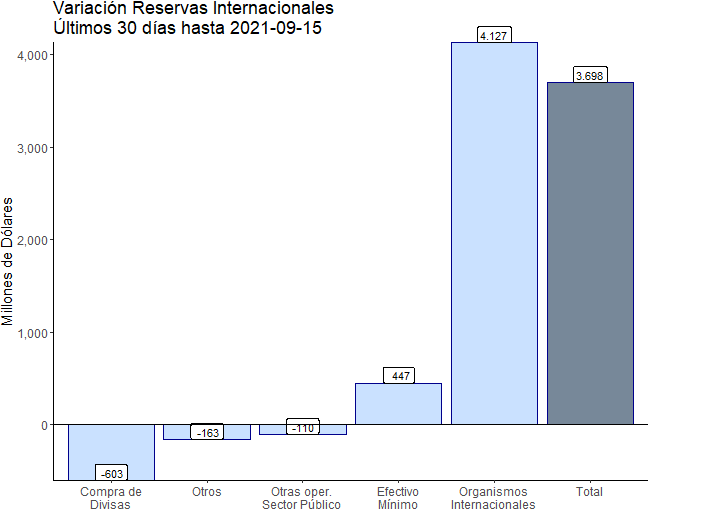 Variación Reservas Internacionales
Últimos 30 días hasta 2021-09-15
Millones de Dólares
4,000
3,000
2,000
1,000
0
-603
-163
-110
447
4.127
3.698
Compra de
Divisas
Otros
Otras oper.
Sector Público
Efectivo
Mínimo
Organismos
Internacionales
Total